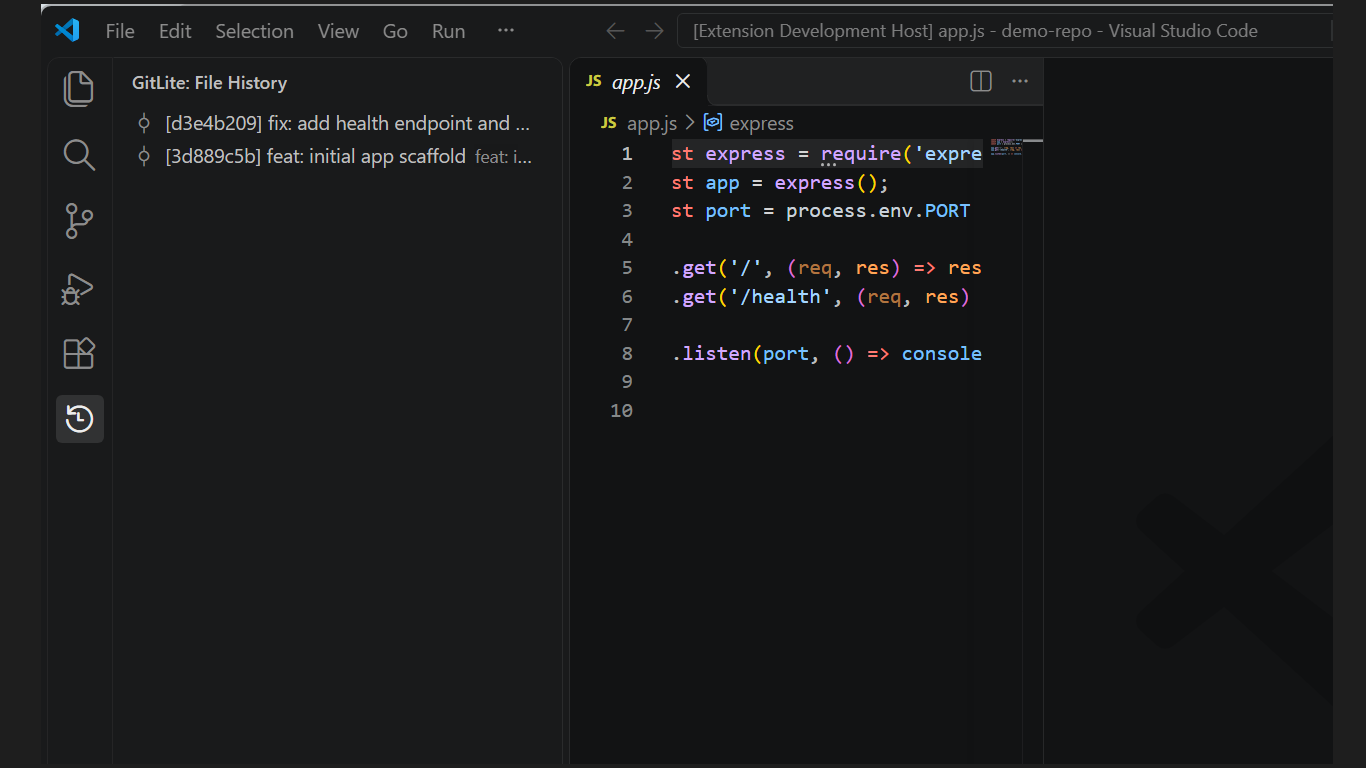 File Edit Selection View Go Run ···
[Extension Development Host] app.js - demo-repo - Visual Studio Code
GitLite: File History
[d3e4b209] fix: add health endpoint and ...
[3d889c5b] feat: initial app scaffold feat: i...
JS app.js
JS app.js > express
1 st express = require('expre
2 st app = express();
3 st port = process.env.PORT
4
5 .get('/', (req, res) => res
6 .get('/health', (req, res)
7
8 .listen(port, () => console
9
10